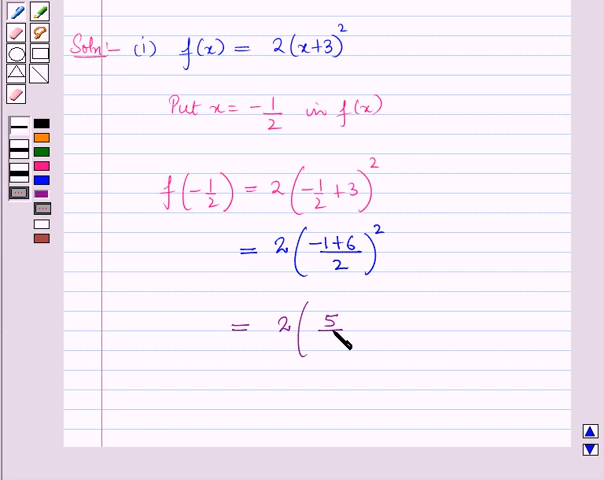 Soln:- (i) f(x) = 2(x+3)^2
Put x = -1/2 in f(x)
f(-1/2) = 2(-1/2 + 3)^2
= 2((-1+6)/2)^2
= 2(5/